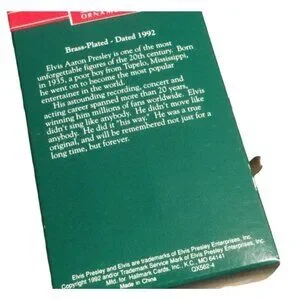 ORNAMENT
Brass-Plated - Dated 1992
Elvis Aaron Presley is one of the most
unforgettable figures of the 20th century. Born
in 1935, a poor boy from Tupelo, Mississippi,
he went on to become the most popular
entertainer in the world.
His astounding recording, concert and
acting career spanned more than 20 years,
winning him millions of fans worldwide. Elvis
didn't sing like anybody. He didn't move like
anybody. He did it "his way." He was a true
original, and will be remembered not just for a
long time, but forever.
Elvis Presley and Elvis are trademarks of Elvis Presley Enterprises, Inc.
Copyright 1992 and/or Trademark Service Mark of Elvis Presley Enterprises, Inc.
Mfd. for Hallmark Cards, Inc. K.C., MO 64141
Made in China QX562-4